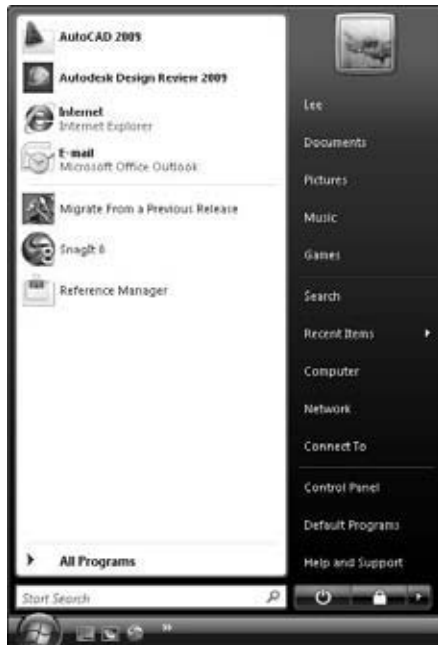 AutoCAD 2009
Autodesk Design Review 2009
Internet
Internet Explorer
E-mail
Microsoft Office Outlook
Migrate From a Previous Release
SnagIt 8
Reference Manager
All Programs
Start Search
Lee
Documents
Pictures
Music
Games
Search
Recent Items
Computer
Network
Connect To
Control Panel
Default Programs
Help and Support